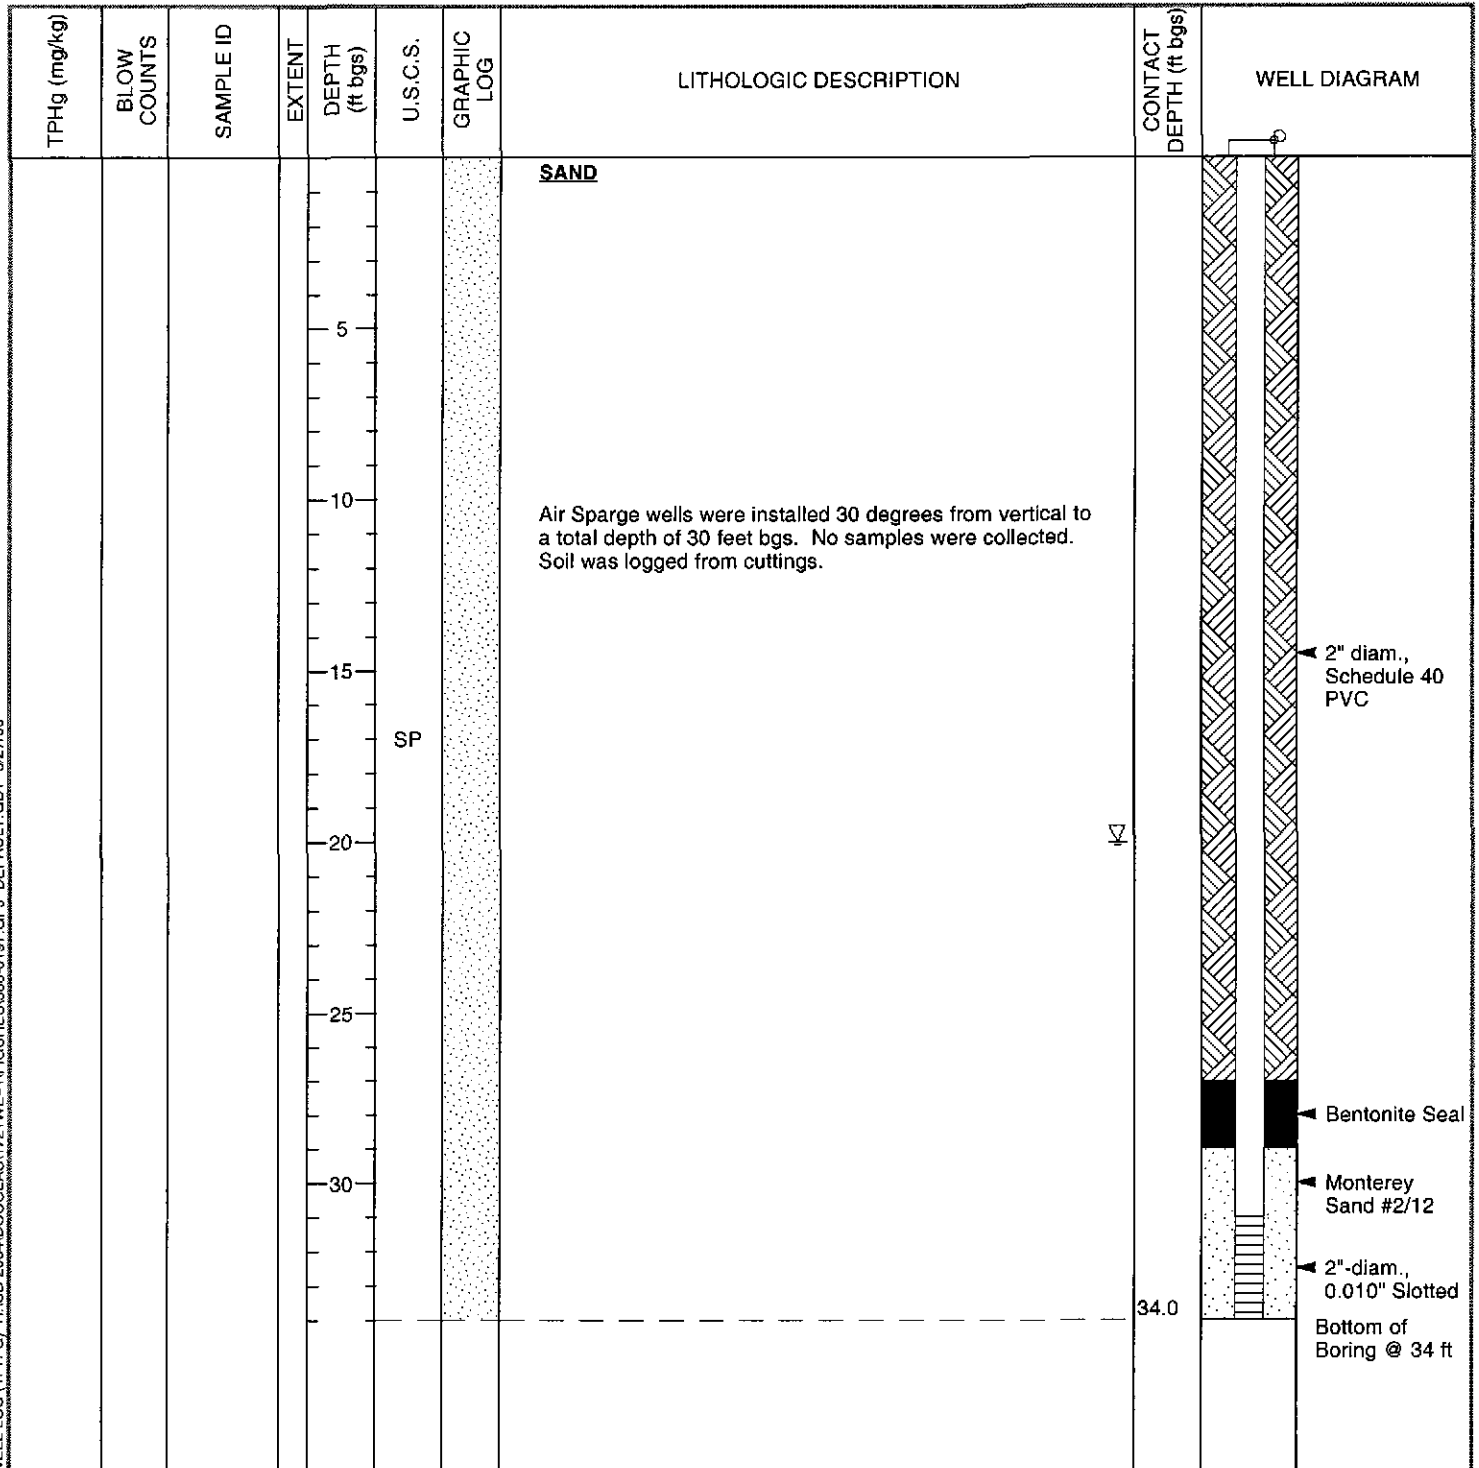 TPHg (mg/kg)
BLOW
COUNTS
SAMPLE ID
EXTENT
DEPTH
(ft bgs)
U.S.C.S.
GRAPHIC
LOG
LITHOLOGIC DESCRIPTION
CONTACT
DEPTH (ft bgs)
WELL DIAGRAM
SAND
5
10
Air Sparge wells were installed 30 degrees from vertical to
a total depth of 30 feet bgs. No samples were collected.
Soil was logged from cuttings.
2" diam.,
Schedule 40
PVC
15
SP
20
25
Bentonite Seal
30
Monterey
Sand #2/12
2"-diam.,
0.010" Slotted
34.0
Bottom of
Boring @ 34 ft